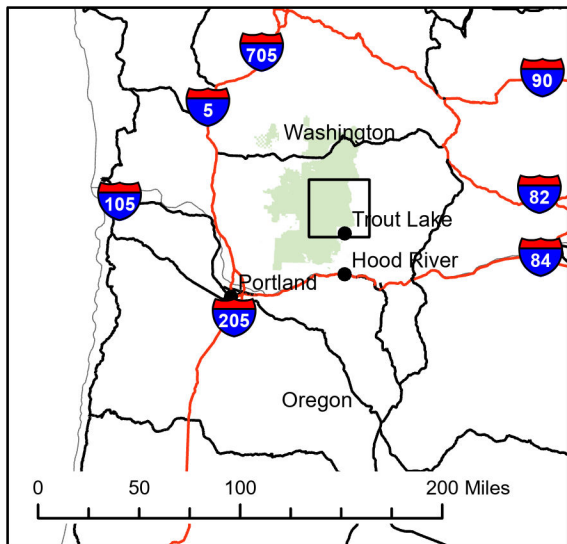 705
90
5
Washington
82
105
Trout Lake
Hood River
84
Portland
205
Oregon
0 50 100 200 Miles